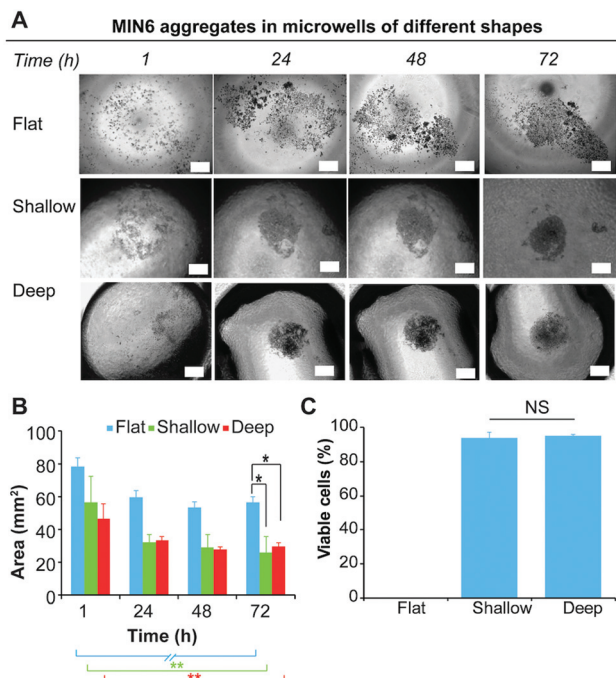 A
MIN6 aggregates in microwells of different shapes
Time (h) 1 24 48 72
Flat
Shallow
Deep
B
Flat Shallow Deep
Area (mm²)
100
80
60
40
20
0
*
*
1 24 48 72
Time (h)
//
**
**
C
NS
Viable cells (%)
100
80
60
40
20
0
Flat Shallow Deep